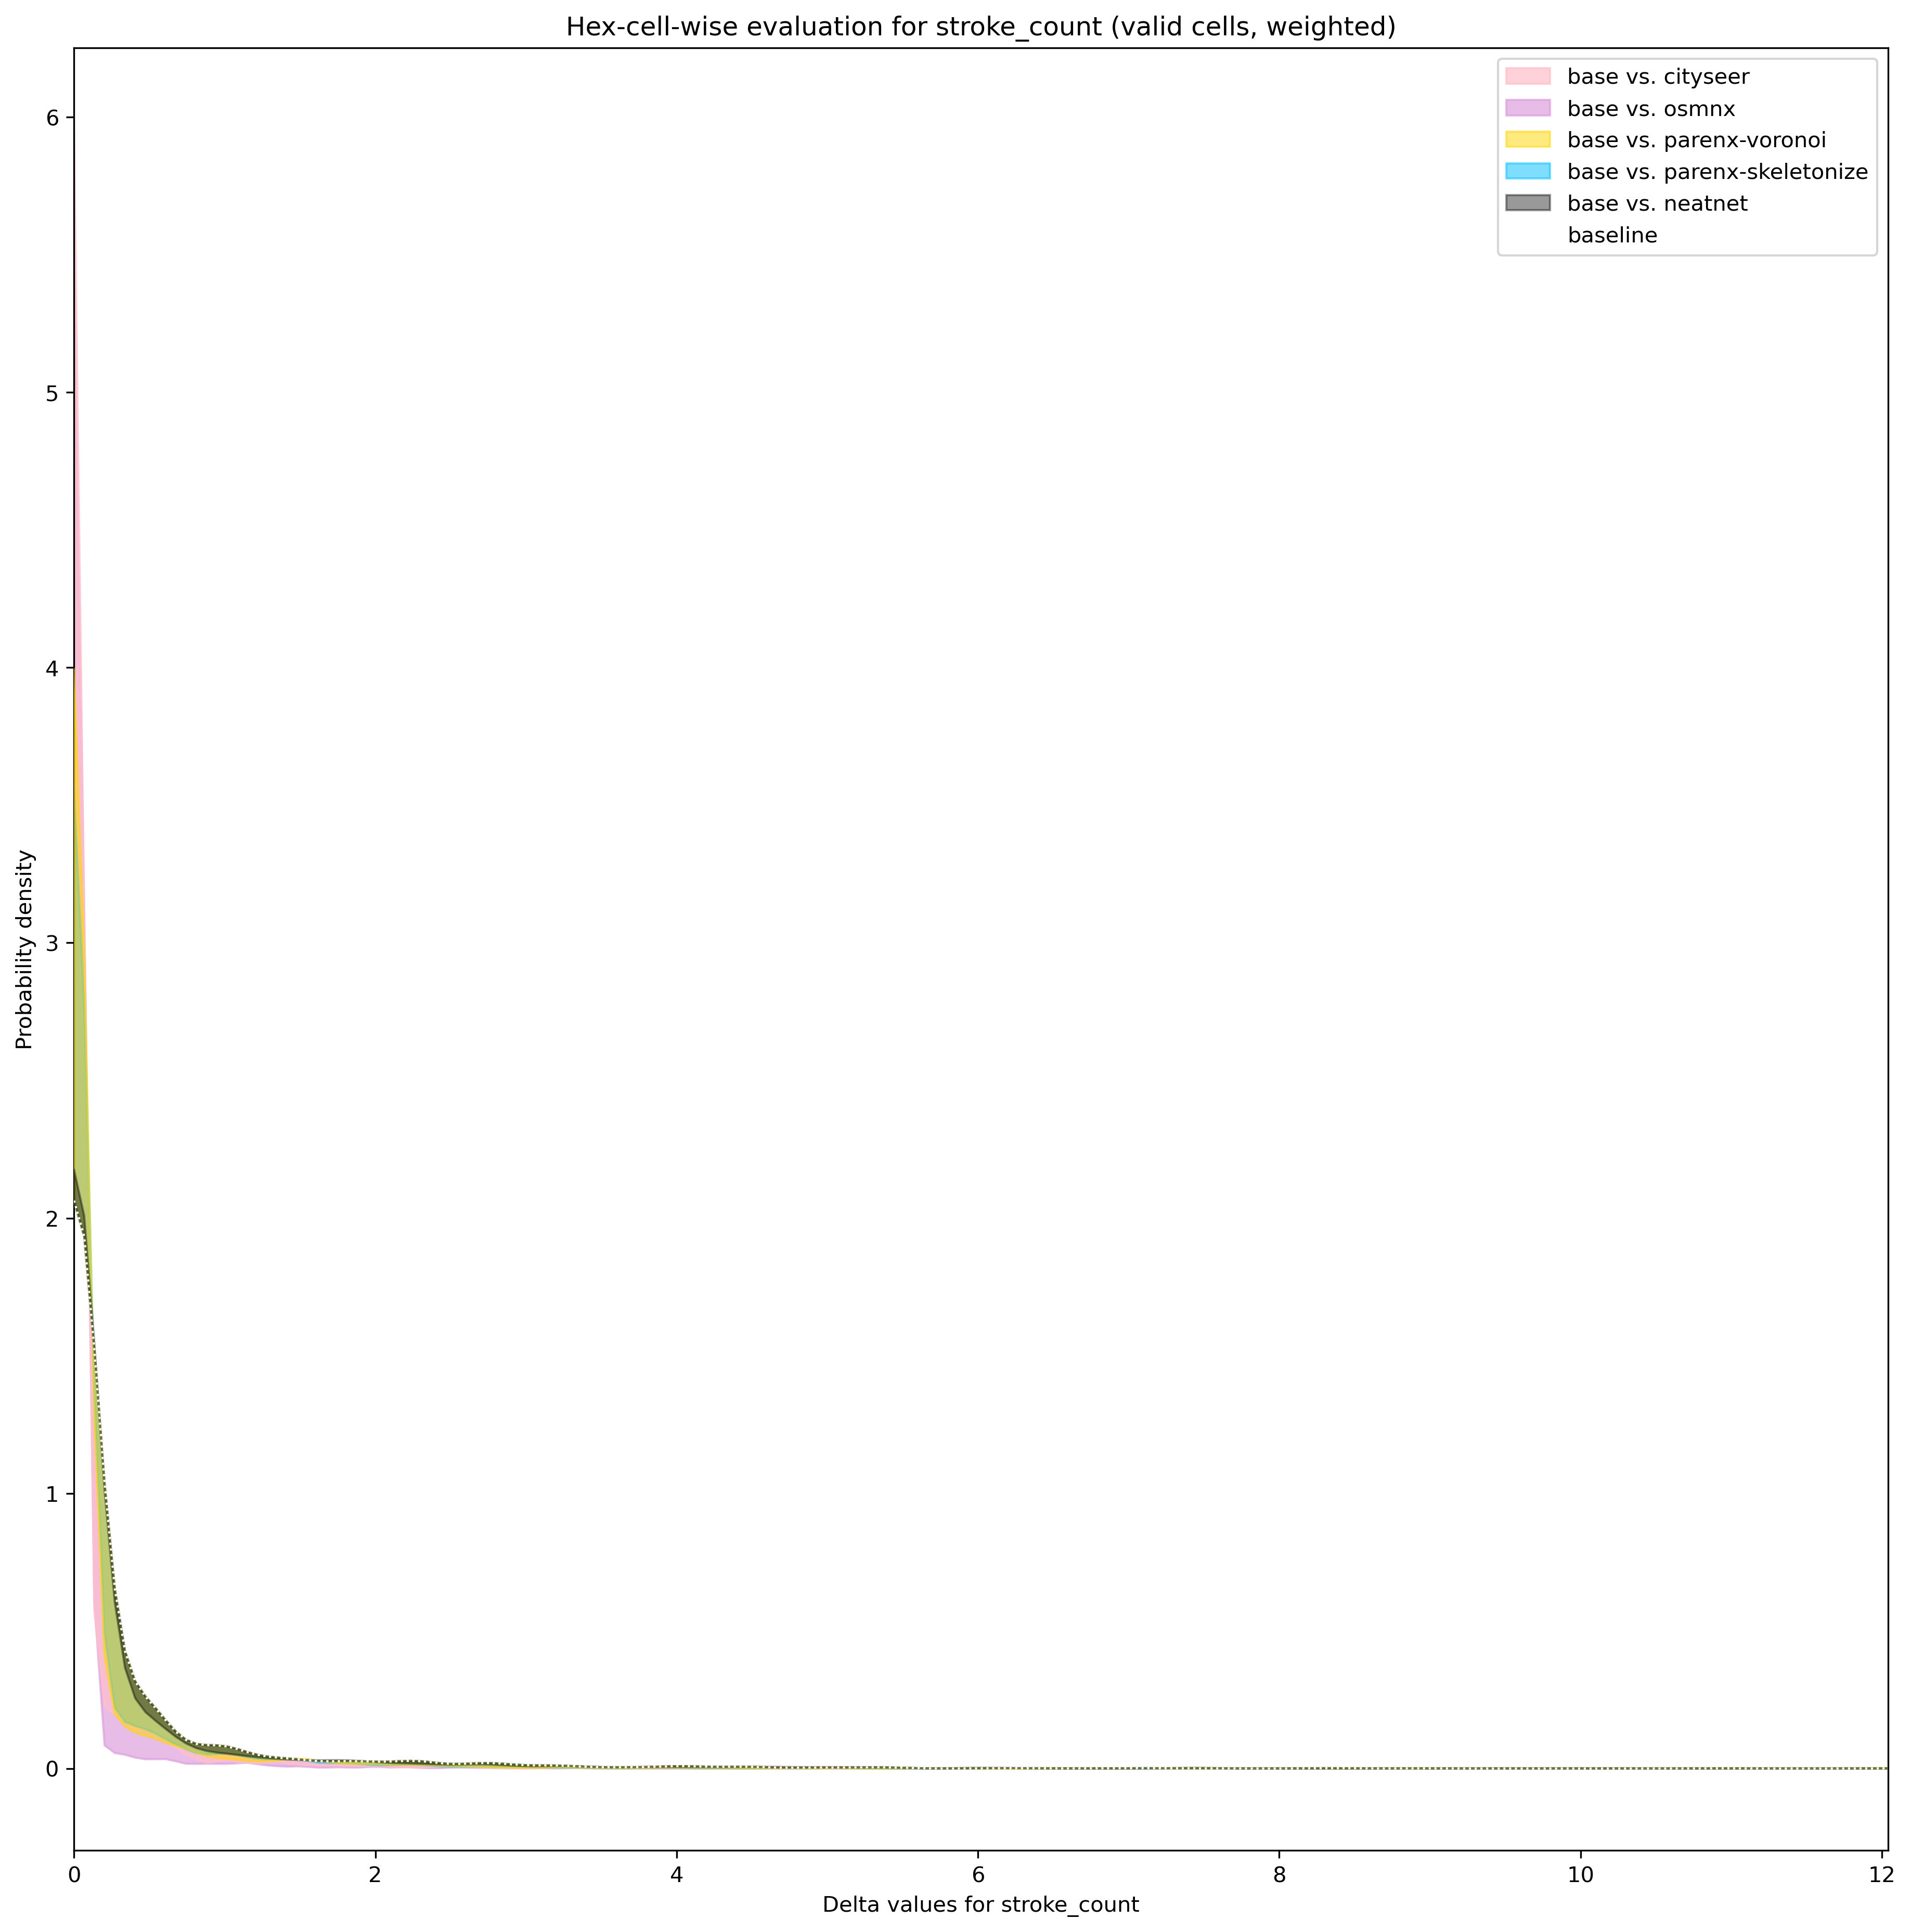 Hex-cell-wise evaluation for stroke_count (valid cells, weighted)
base vs. cityseer
base vs. osmnx
base vs. parenx-voronoi
base vs. parenx-skeletonize
base vs. neatnet
baseline
6
5
4
3
2
1
0
Probability density
0 2 4 6 8 10 12
Delta values for stroke_count